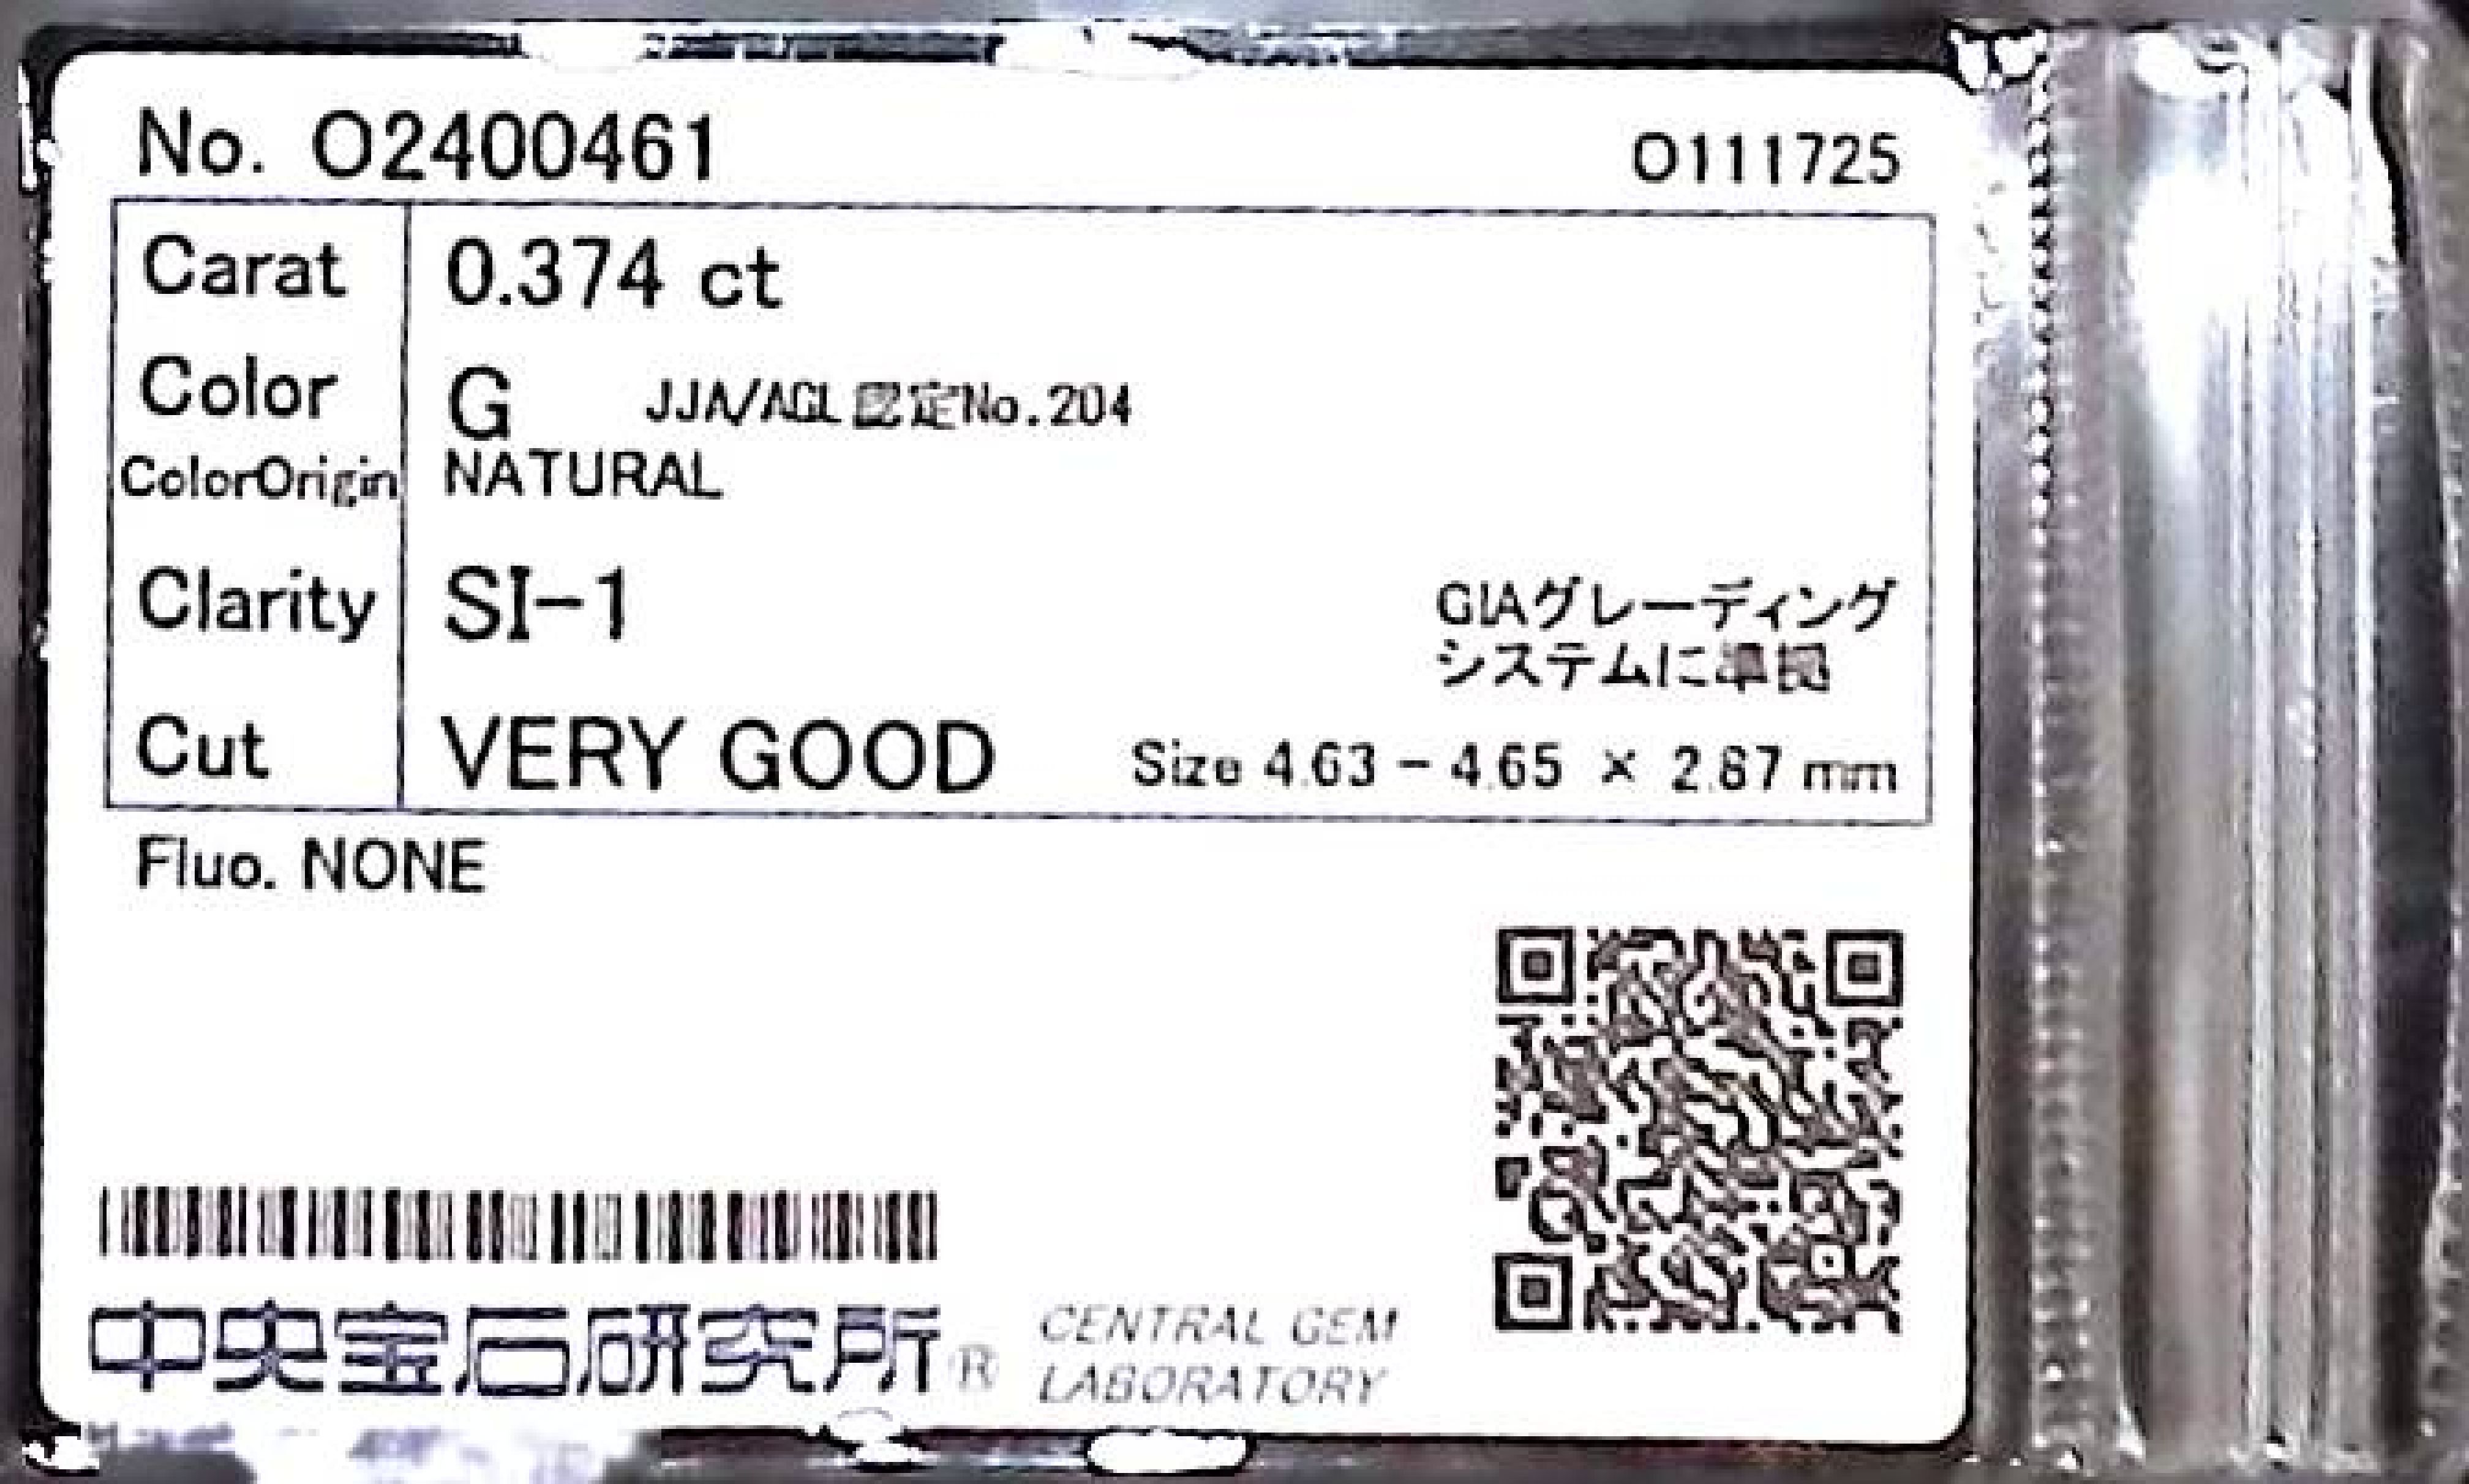 No. O2400461 O111725
Carat 0.374 ct
Color G JJA/AGL認定No.204
ColorOrigin NATURAL
Clarity SI-1
GIAグレーディング
システムに準拠
Cut VERY GOOD Size 4.63 - 4.65 × 2.87 mm
Fluo. NONE
中央宝石研究所® CENTRAL GEM
LABORATORY